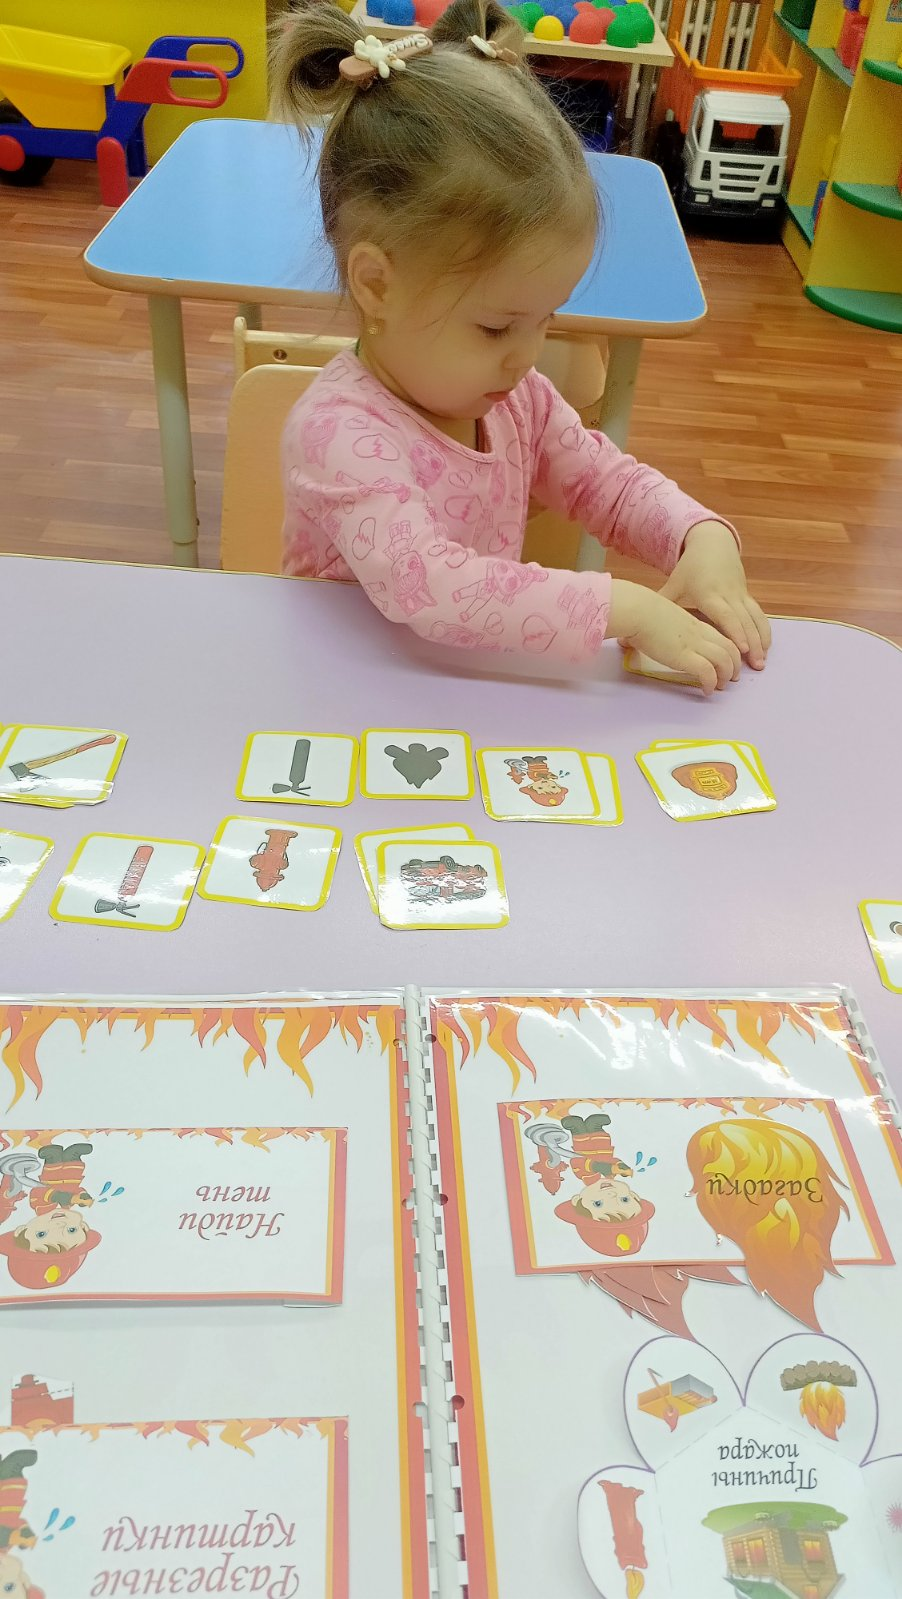 Найди
тень
Загадки
Разрезные
картинки
Причины
пожара